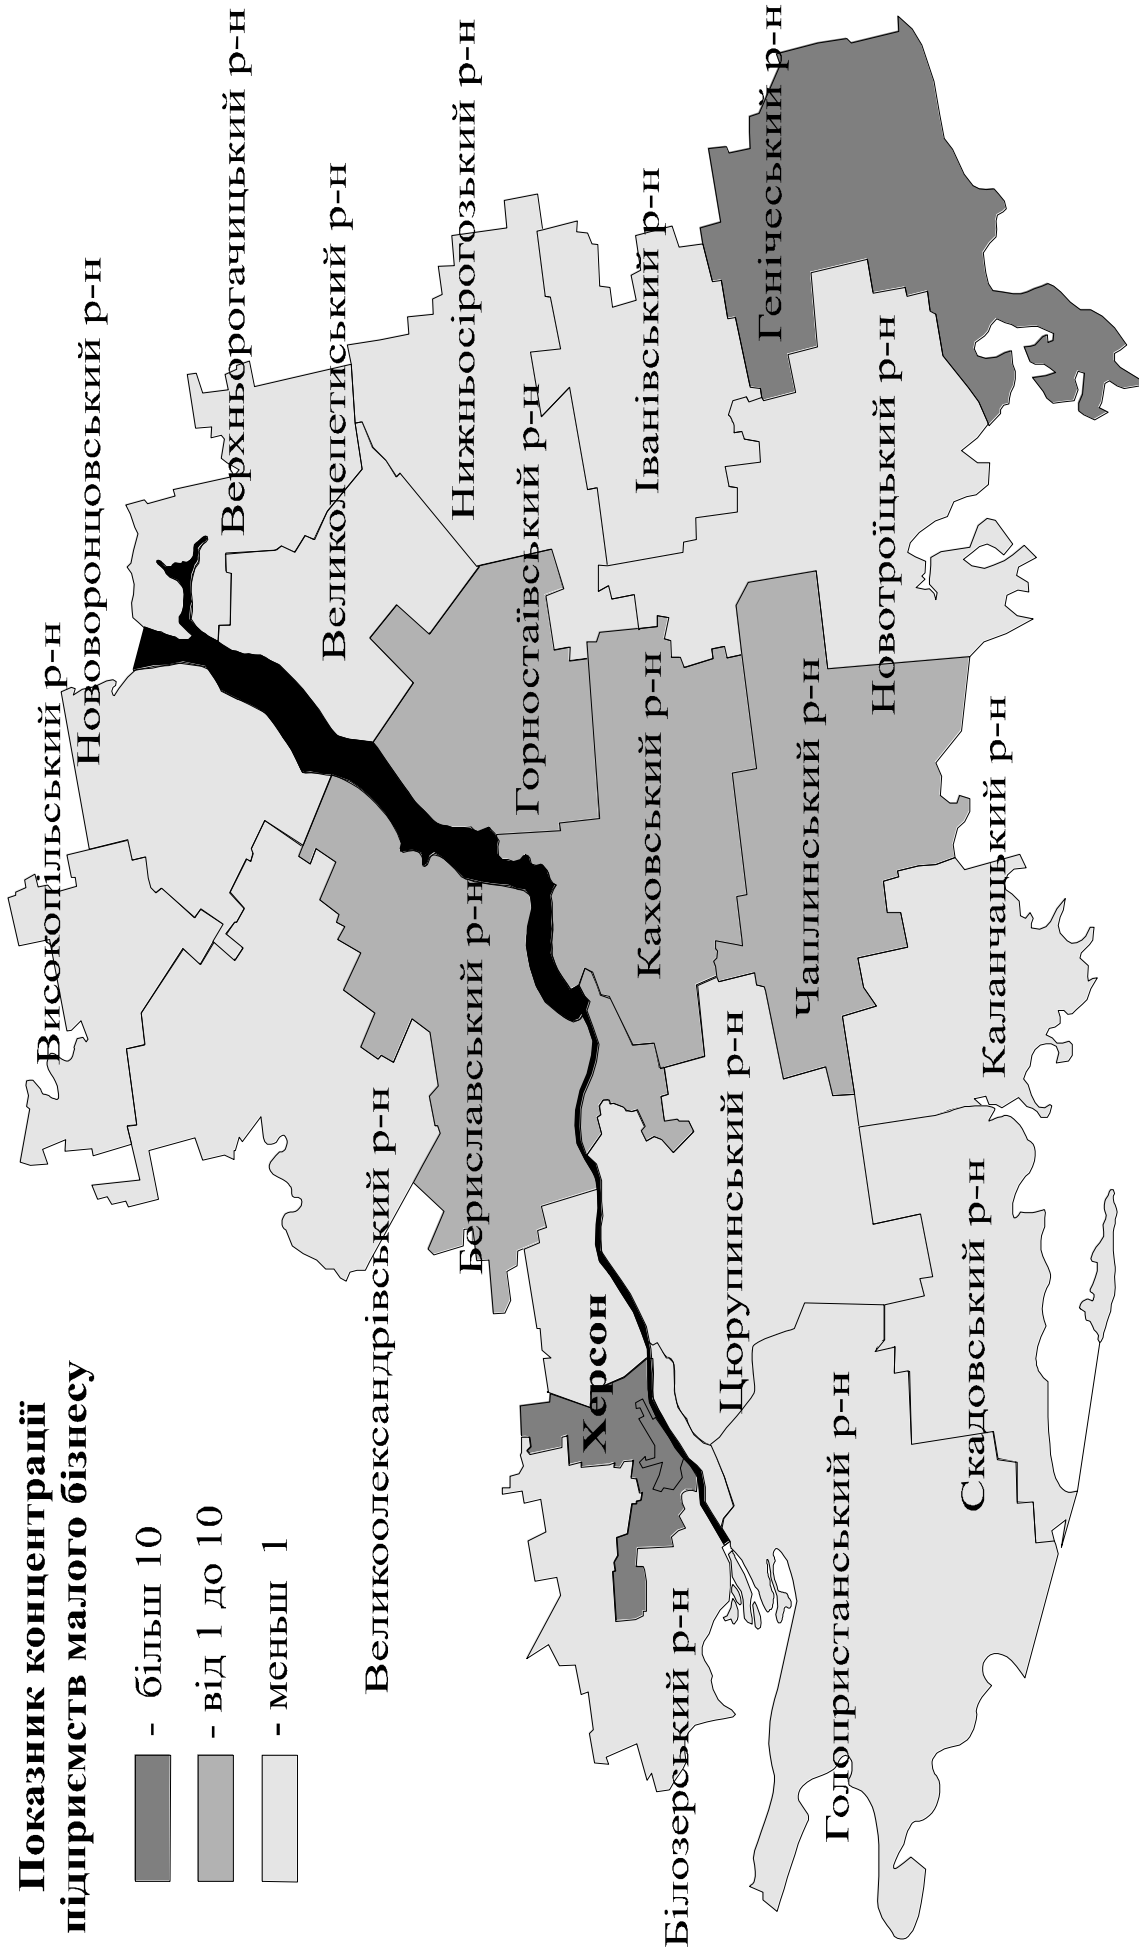 Показник концентрації
підприємств малого бізнесу
- більш 10
- від 1 до 10
- меньш 1
Високопільський р-н
Нововоронцовський р-н
Верхньорогачицький р-н
Великолепетиський р-н
Нижньосірогозький р-н
Великоолександрівський р-н
Бериславський р-н
Горностаївський р-н
Іванівський р-н
Херсон
Каховський р-н
Генічеський р-н
Білозерський р-н
Цюрупинський р-н
Чаплинський р-н
Новотроїцький р-н
Голопристанський р-н
Скадовський р-н
Каланчацький р-н